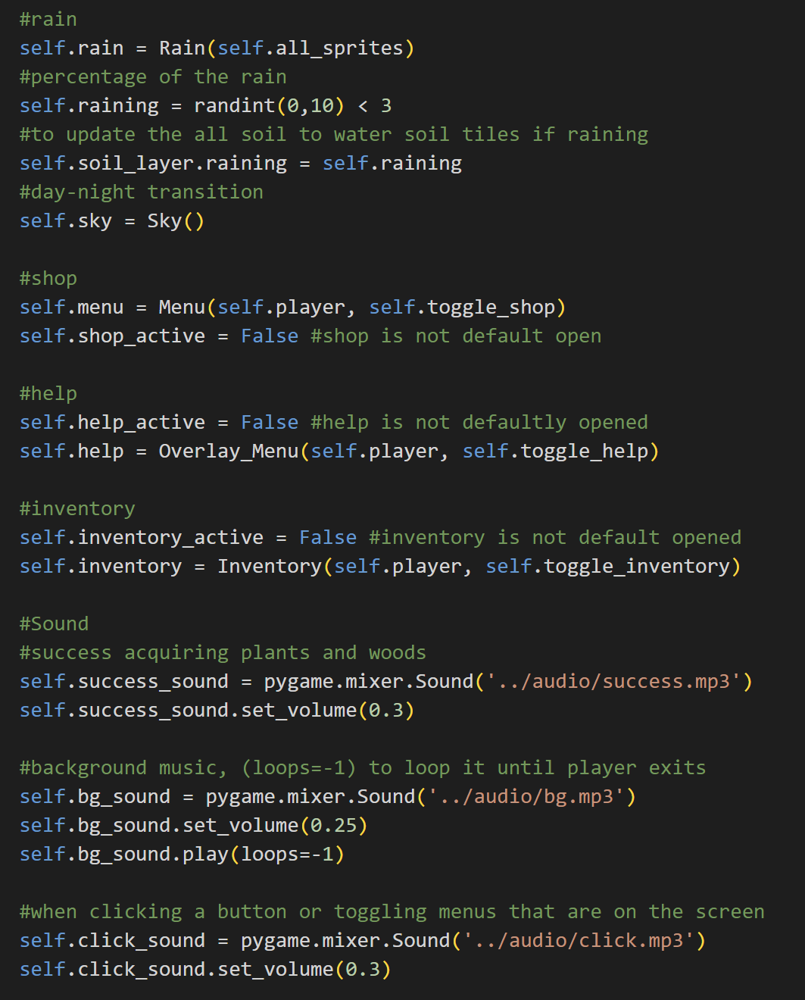 #rain
self.rain = Rain(self.all_sprites)
#percentage of the rain
self.raining = randint(0,10) < 3
#to update the all soil to water soil tiles if raining
self.soil_layer.raining = self.raining
#day-night transition
self.sky = Sky()

#shop
self.menu = Menu(self.player, self.toggle_shop)
self.shop_active = False #shop is not default open

#help
self.help_active = False #help is not defaultly opened
self.help = Overlay_Menu(self.player, self.toggle_help)

#inventory
self.inventory_active = False #inventory is not default opened
self.inventory = Inventory(self.player, self.toggle_inventory)

#Sound
#success acquiring plants and woods
self.success_sound = pygame.mixer.Sound('../audio/success.mp3')
self.success_sound.set_volume(0.3)

#background music, (loops=-1) to loop it until player exits
self.bg_sound = pygame.mixer.Sound('../audio/bg.mp3')
self.bg_sound.set_volume(0.25)
self.bg_sound.play(loops=-1)

#when clicking a button or toggling menus that are on the screen
self.click_sound = pygame.mixer.Sound('../audio/click.mp3')
self.click_sound.set_volume(0.3)